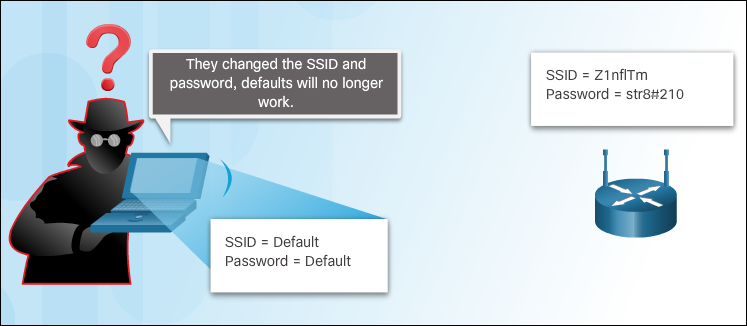 ?
They changed the SSID and
password, defaults will no longer
work.
SSID = Z1nflTm
Password = str8#210
SSID = Default
Password = Default